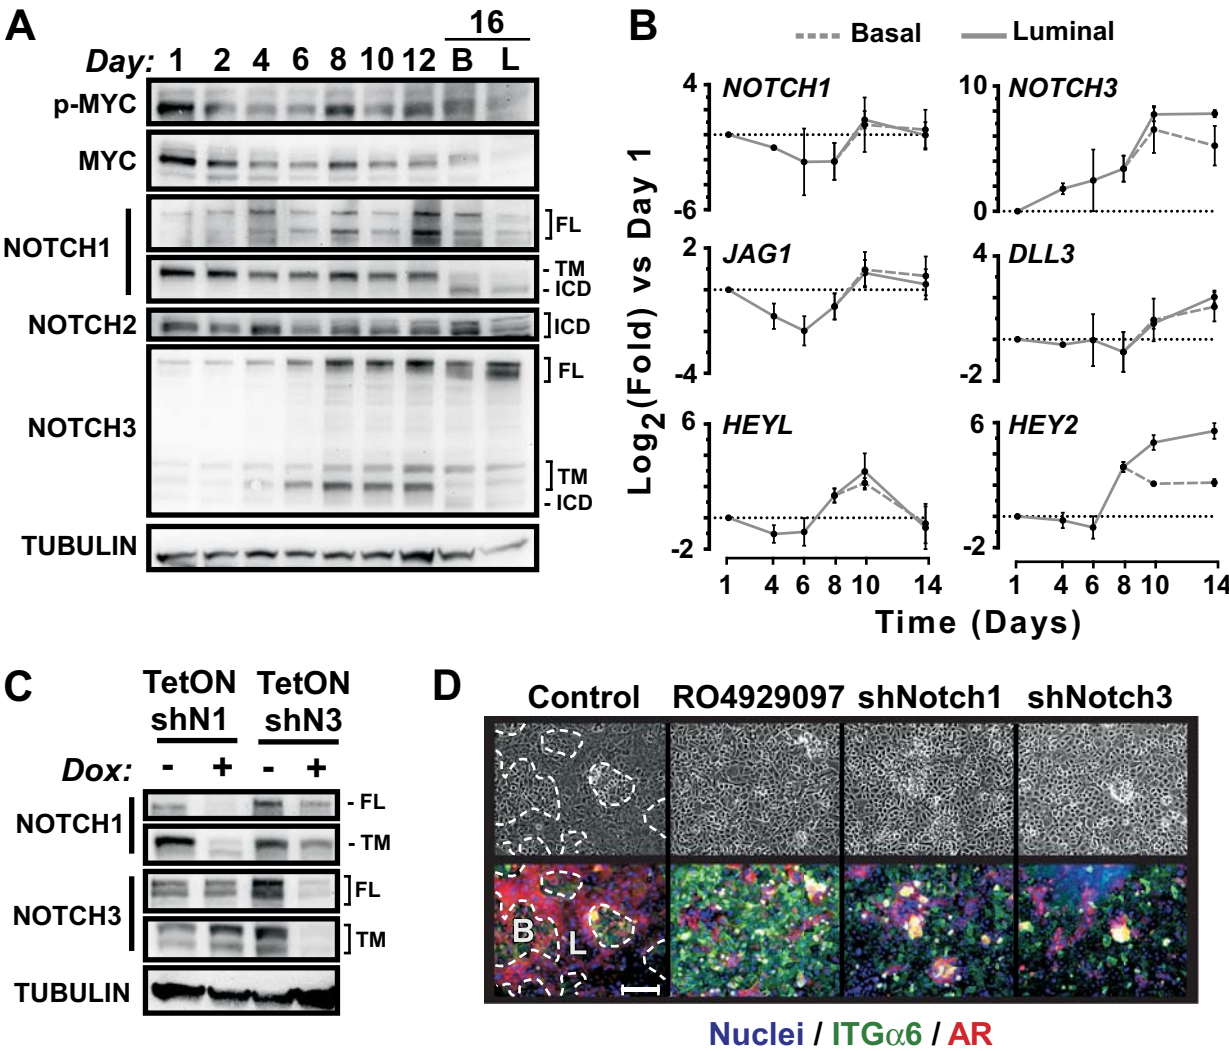 A
16
Day: 1 2 4 6 8 10 12 B L
p-MYC
MYC
NOTCH1
FL
- TM
- ICD
NOTCH2
ICD
NOTCH3
FL
TM
- ICD
TUBULIN
B
Basal
Luminal
Log2(Fold) vs Day 1
4
NOTCH1
-6
10
NOTCH3
0
2
JAG1
-4
4
DLL3
-2
6
HEYL
-2
6
HEY2
-2
1 4 6 8 10 14
1 4 6 8 10 14
Time (Days)
C
TetON TetON
shN1 shN3
Dox: - + - +
NOTCH1
- FL
- TM
NOTCH3
FL
TM
TUBULIN
D
Control RO4929097 shNotch1 shNotch3
B
L
Nuclei / ITGα6 / AR